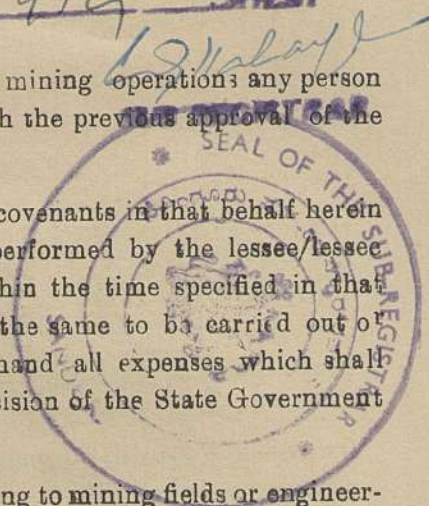 mining operations any person
h the previous approval of the
SEAL OF THE SUB-REGISTRAR
covenants in that behalf herein
performed by the lessee/lessee
hin the time specified in that
the same to be carried out or
mand all expenses which shall
ision of the State Government
ng to mining fields or engineer-